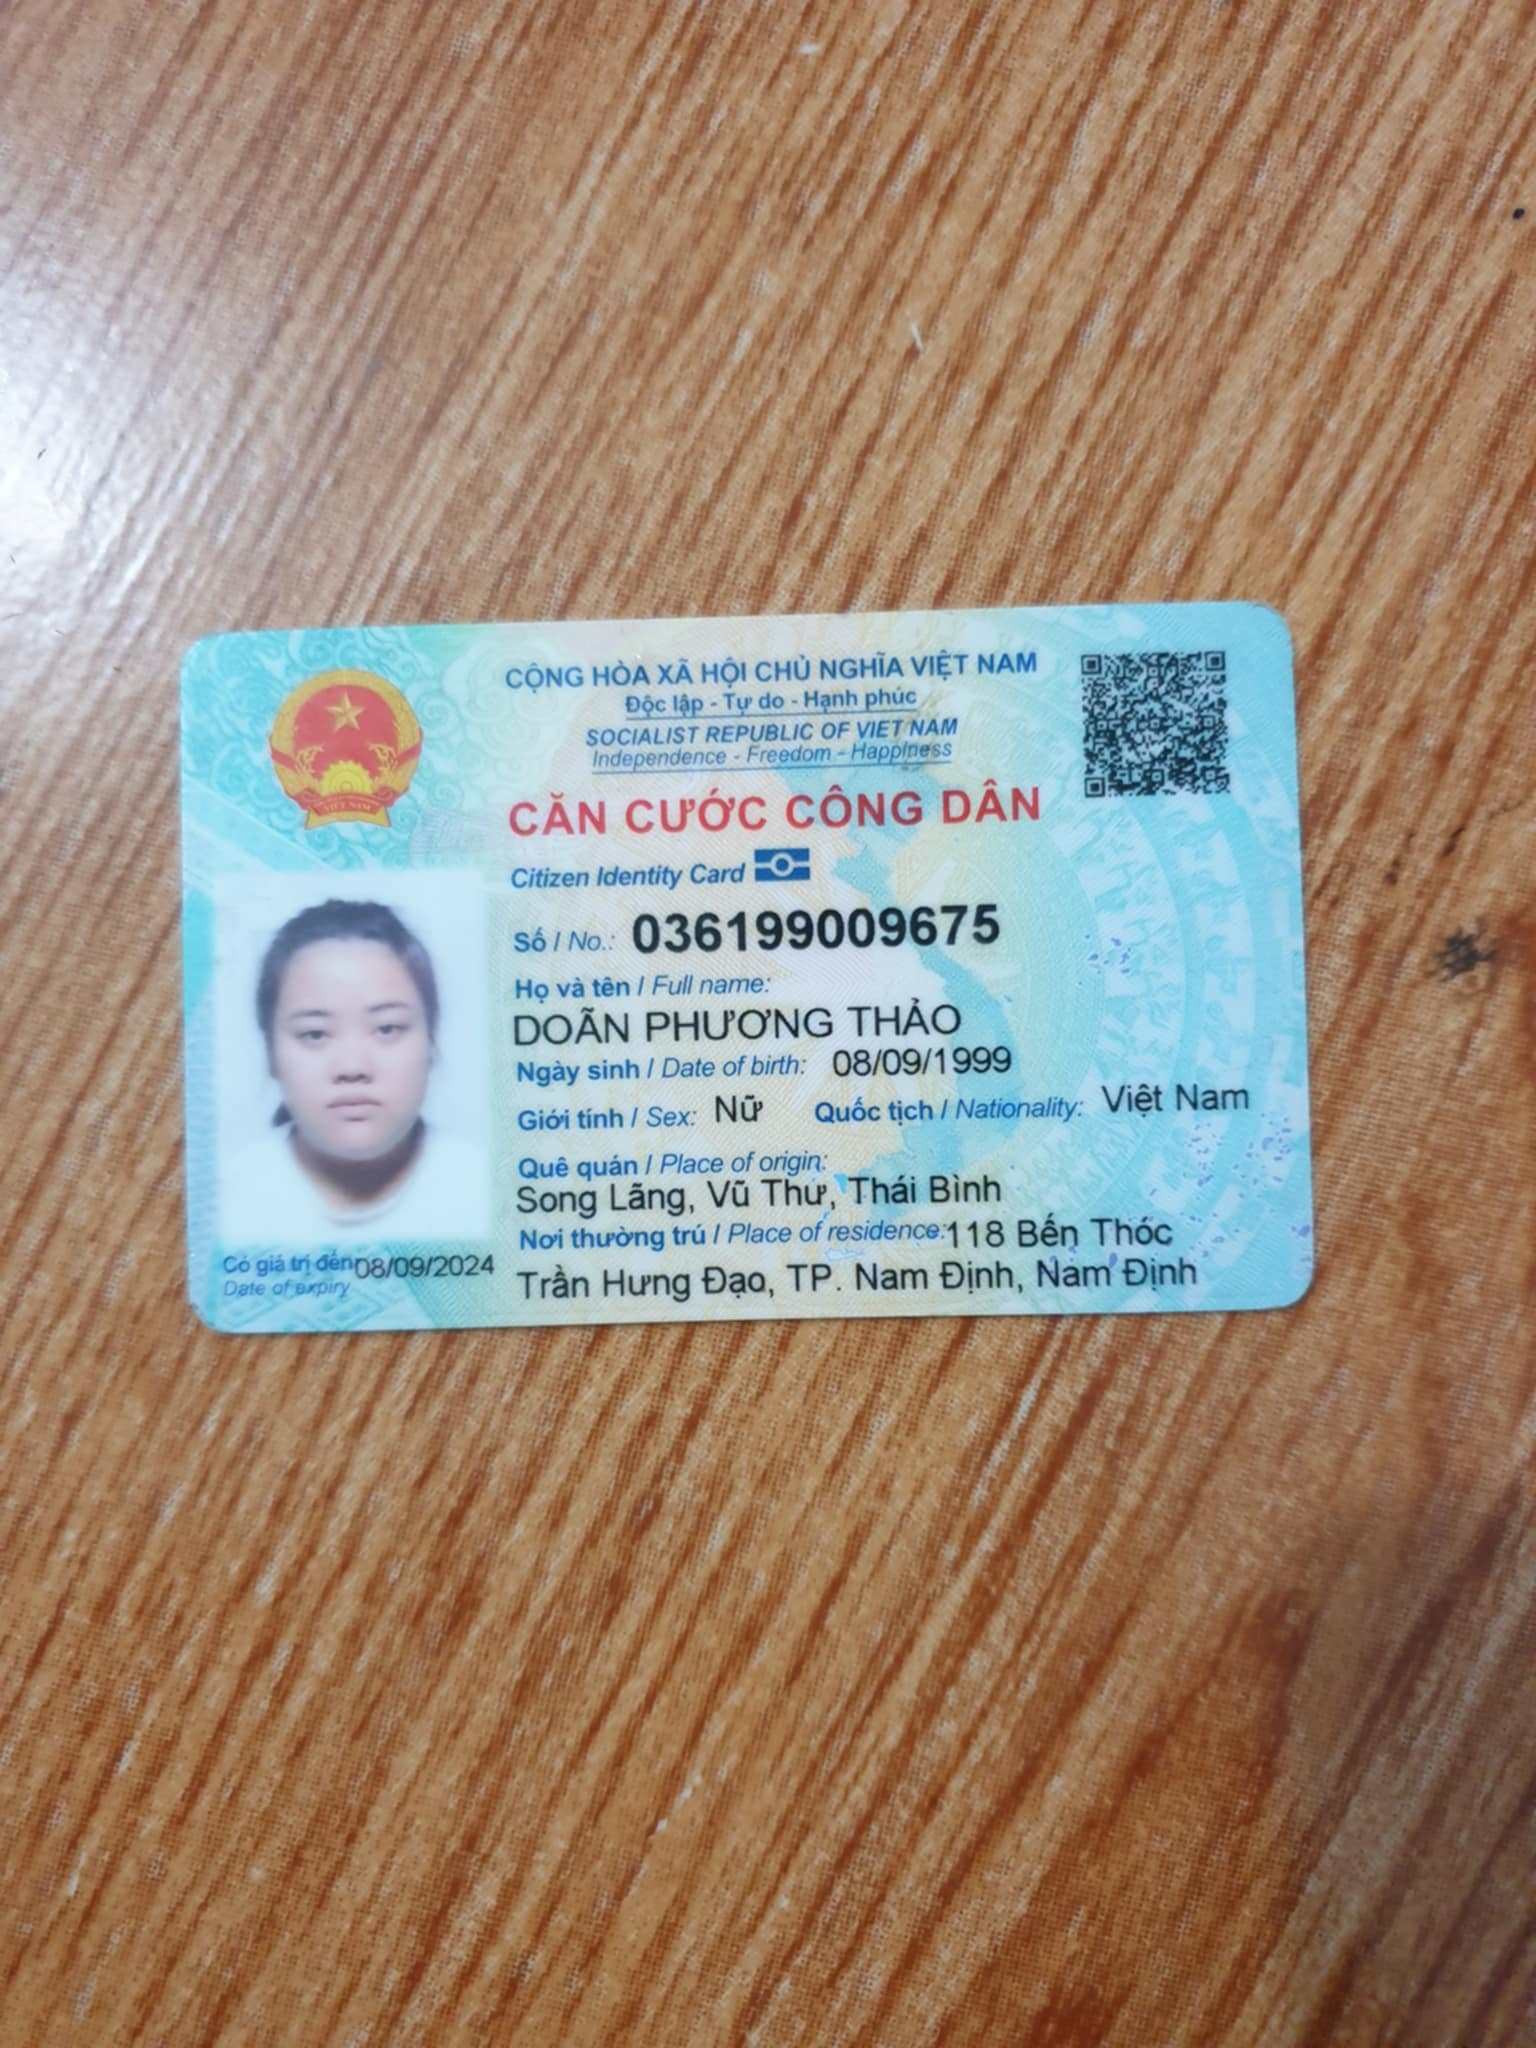 CỘNG HÒA XÃ HỘI CHỦ NGHĨA VIỆT NAM
Độc lập - Tự do - Hạnh phúc
SOCIALIST REPUBLIC OF VIET NAM
Independence - Freedom - Happiness
CĂN CƯỚC CÔNG DÂN
Citizen Identity Card
Số / No.: 036199009675
Họ và tên / Full name:
DOÃN PHƯƠNG THẢO
Ngày sinh / Date of birth: 08/09/1999
Giới tính / Sex: Nữ Quốc tịch / Nationality: Việt Nam
Quê quán / Place of origin:
Song Lãng, Vũ Thư, Thái Bình
Nơi thường trú / Place of residence: 118 Bến Thóc
Trần Hưng Đạo, TP. Nam Định, Nam Định
Có giá trị đến 08/09/2024
Date of expiry
VIỆT NAM